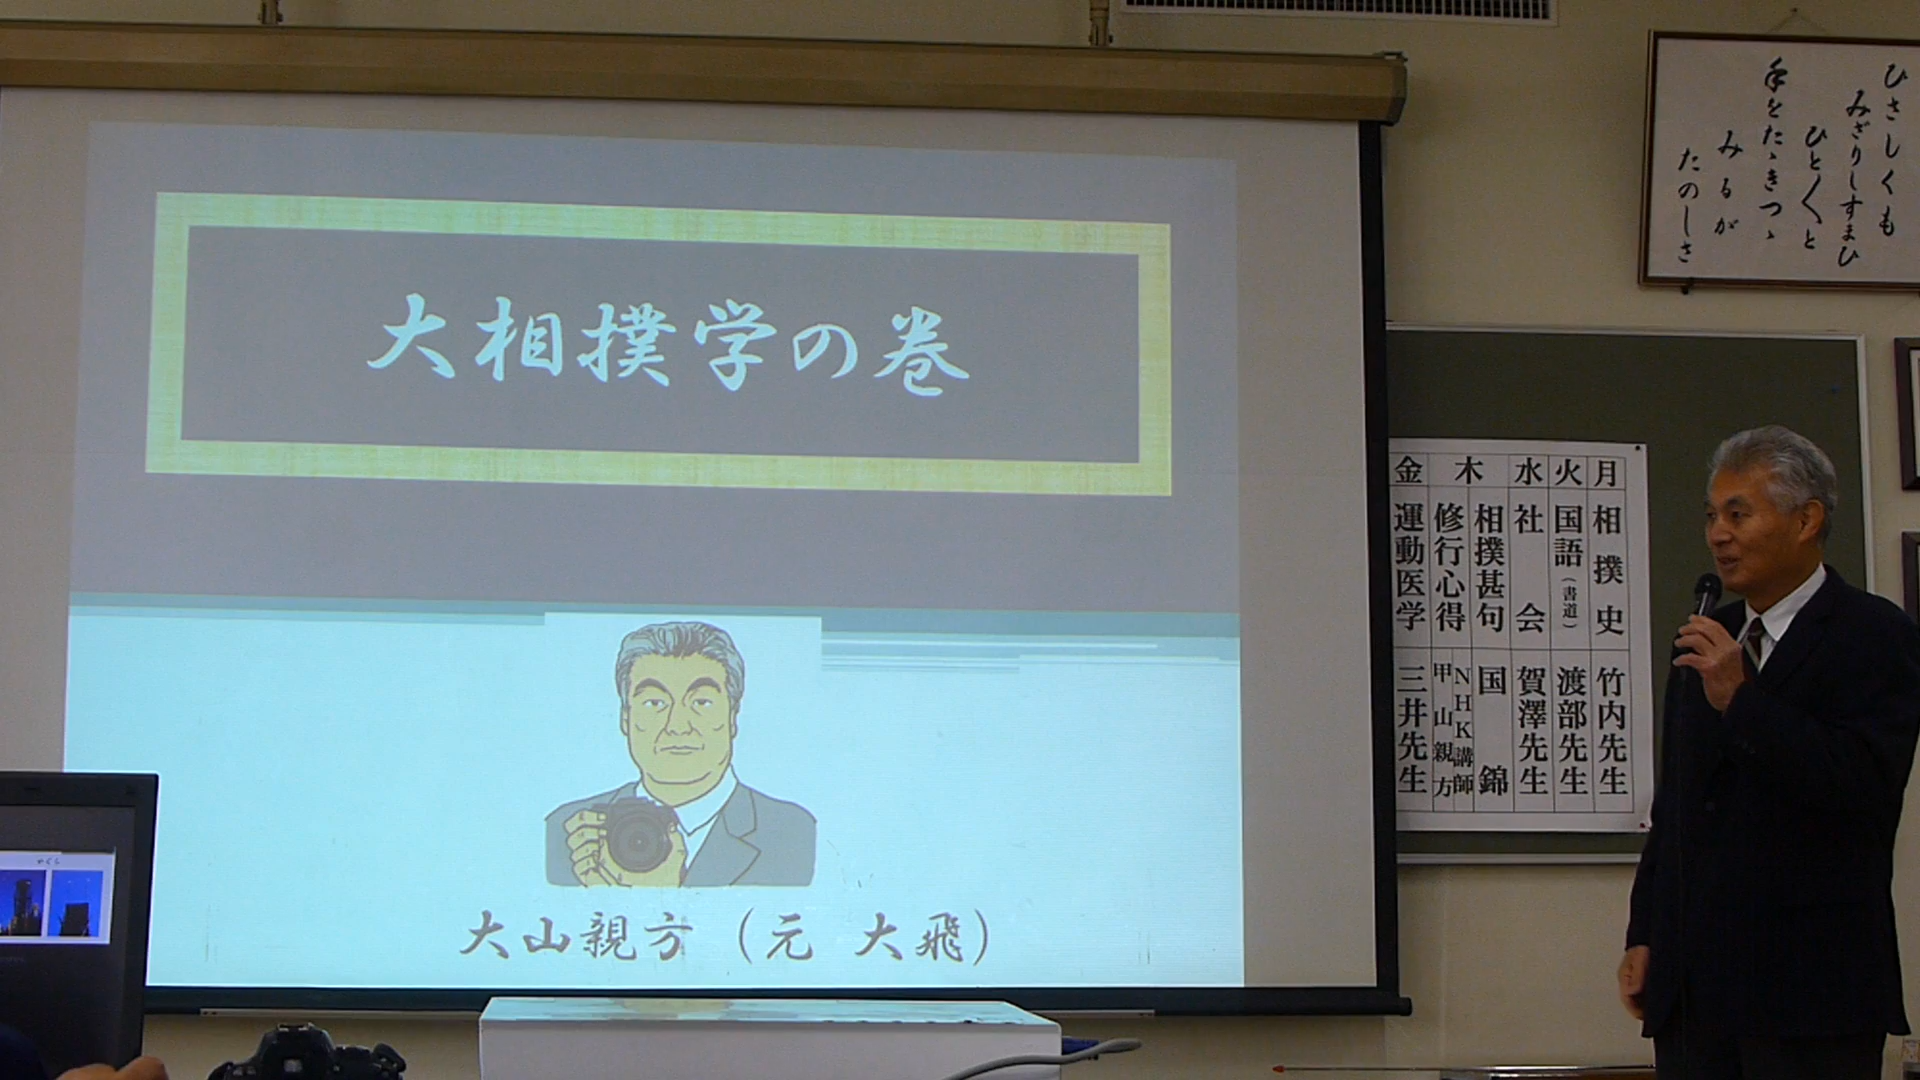 大相撲学の巻
大山親方(元 大飛)
ひさしくも
みざりしすまひ
ひと〱と
手をたゝきつゝ
みるが
たのしさ
月 相撲史 竹内先生
火 国語(書道) 渡部先生
水 社会 賀澤先生
木 相撲甚句 国錦
修行心得 NHK講師 甲山親方
金 運動医学 三井先生
やぐら